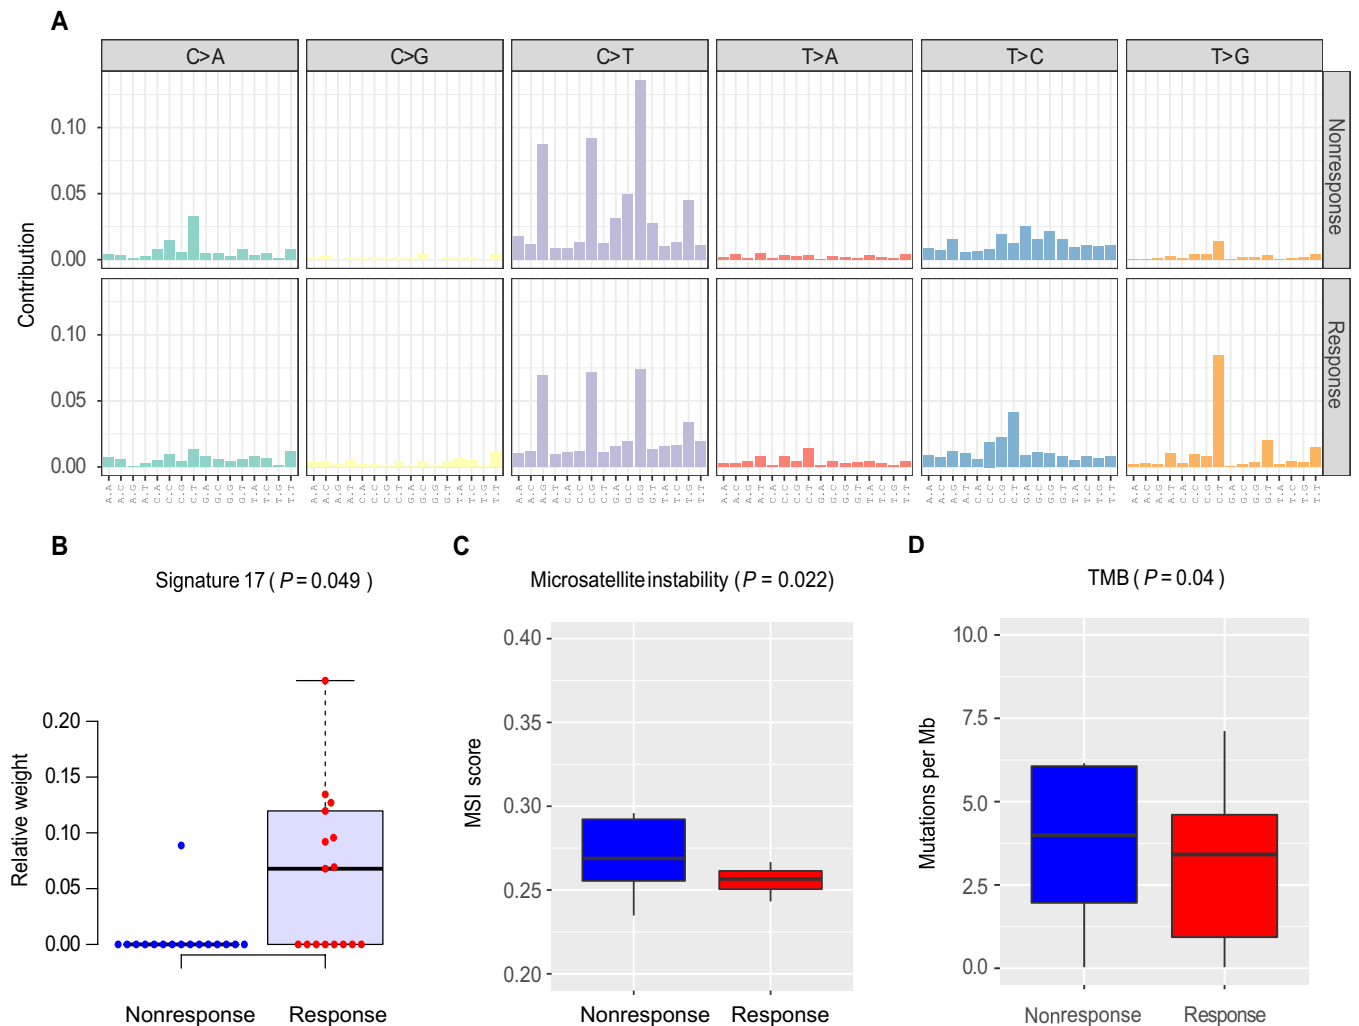 A
C>A C>G C>T T>A T>C T>G
Contribution
0.10
0.05
0.00
Nonresponse
0.10
0.05
0.00
Response
A.A A.C A.G A.T C.A C.C C.G C.T G.A G.C G.G G.T T.A T.C T.G T.T
A.A A.C A.G A.T C.A C.C C.G C.T G.A G.C G.G G.T T.A T.C T.G T.T
A.A A.C A.G A.T C.A C.C C.G C.T G.A G.C G.G G.T T.A T.C T.G T.T
A.A A.C A.G A.T C.A C.C C.G C.T G.A G.C G.G G.T T.A T.C T.G T.T
A.A A.C A.G A.T C.A C.C C.G C.T G.A G.C G.G G.T T.A T.C T.G T.T
A.A A.C A.G A.T C.A C.C C.G C.T G.A G.C G.G G.T T.A T.C T.G T.T
B
Signature 17 (P = 0.049)
Relative weight
0.20
0.15
0.10
0.05
0.00
Nonresponse Response
C
Microsatellite instability (P = 0.022)
MSI score
0.40
0.35
0.30
0.25
0.20
Nonresponse Response
D
TMB (P = 0.04)
Mutations per Mb
10.0
7.5
5.0
2.5
0.0
Nonresponse Response